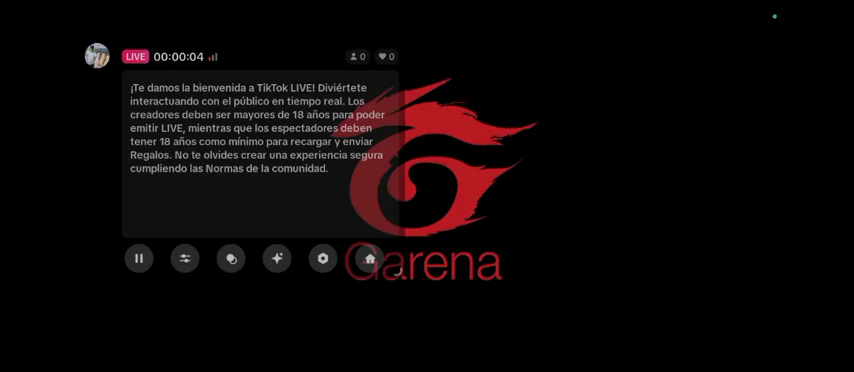 LIVE 00:00:04 0 0
¡Te damos la bienvenida a TikTok LIVE! Diviértete
interactuando con el público en tiempo real. Los
creadores deben ser mayores de 18 años para poder
emitir LIVE, mientras que los espectadores deben
tener 18 años como mínimo para recargar y enviar
Regalos. No te olvides crear una experiencia segura
cumpliendo las Normas de la comunidad.
Garena